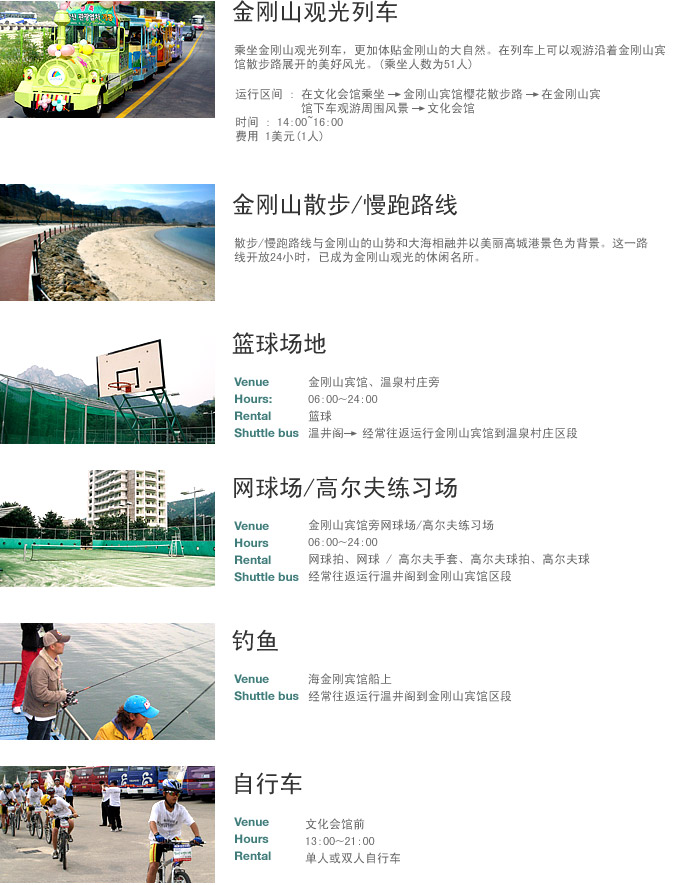 金刚山观光列车
乘坐金刚山观光列车，更加体贴金刚山的大自然。在列车上可以观游沿着金刚山宾
馆散步路展开的美好风光。(乘坐人数为51人)
运行区间 : 在文化会馆乘坐→金刚山宾馆樱花散步路→在金刚山宾
馆下车观游周围风景→文化会馆
时间 : 14:00~16:00
费用 1美元(1人)
金刚山散步/慢跑路线
散步/慢跑路线与金刚山的山势和大海相融并以美丽高城港景色为背景。这一路
线开放24小时，已成为金刚山观光的休闲名所。
篮球场地
Venue 金刚山宾馆、温泉村庄旁
Hours: 06:00~24:00
Rental 篮球
Shuttle bus 温井阁→ 经常往返运行金刚山宾馆到温泉村庄区段
网球场/高尔夫练习场
Venue 金刚山宾馆旁网球场/高尔夫练习场
Hours 06:00~24:00
Rental 网球拍、网球 / 高尔夫手套、高尔夫球拍、高尔夫球
Shuttle bus 经常往返运行温井阁到金刚山宾馆区段
钓鱼
Venue 海金刚宾馆船上
Shuttle bus 经常往返运行温井阁到金刚山宾馆区段
自行车
Venue 文化会馆前
Hours 13:00~21:00
Rental 单人或双人自行车